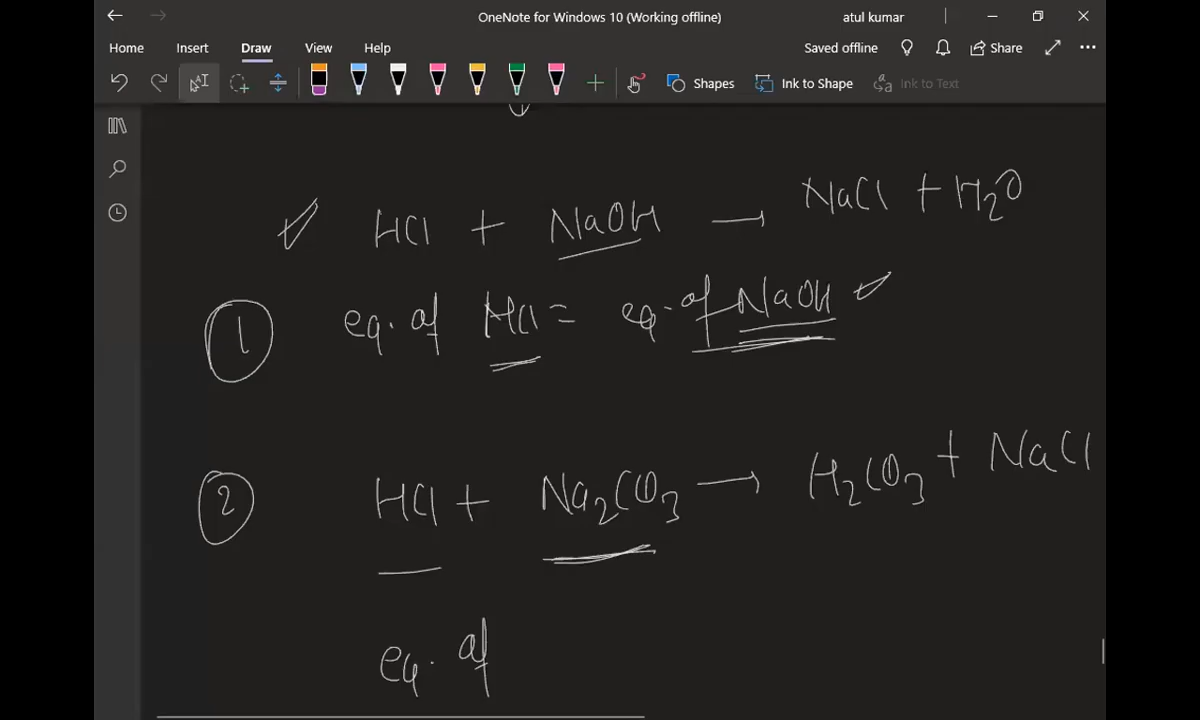 OneNote for Windows 10 (Working offline) atul kumar
Home Insert Draw View Help Saved offline Share
Shapes Ink to Shape Ink to Text
HCl + NaOH → NaCl + H₂O
① eq. of HCl = eq. of NaOH
② HCl + Na₂CO₃ → H₂CO₃ + NaCl
eq. of